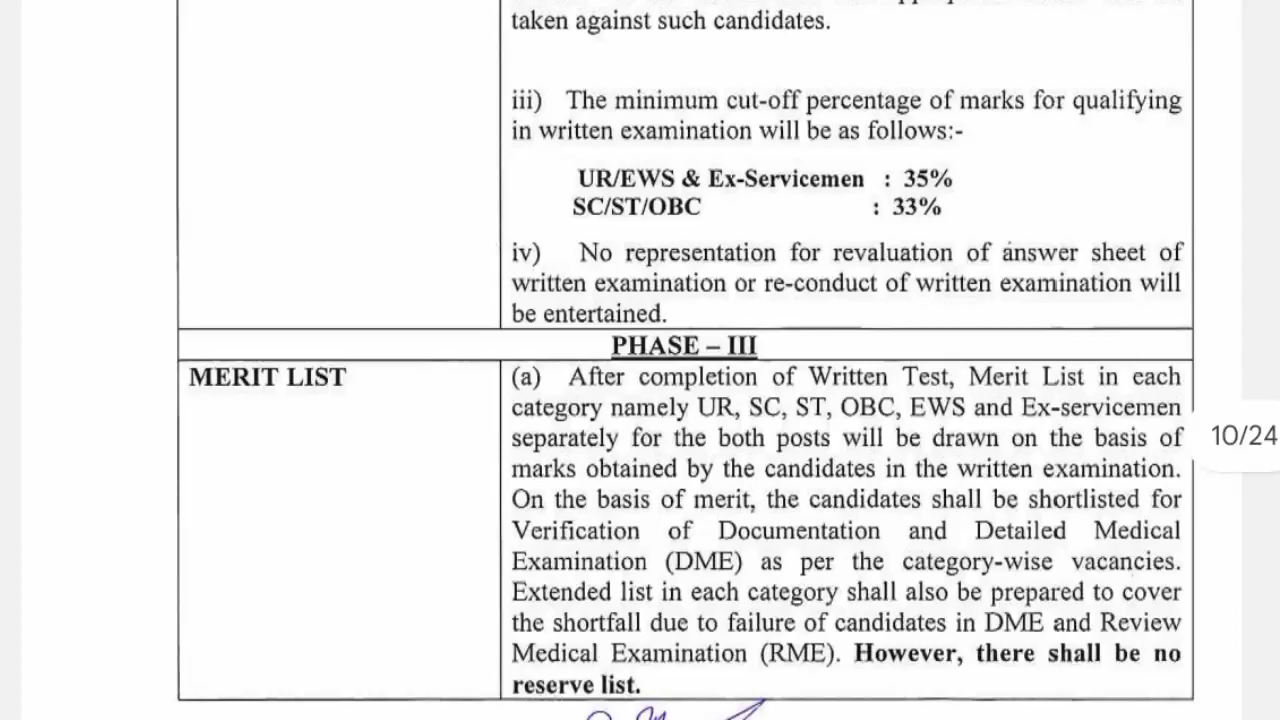 taken against such candidates.
iii) The minimum cut-off percentage of marks for qualifying
in written examination will be as follows:-
UR/EWS & Ex-Servicemen : 35%
SC/ST/OBC : 33%
iv) No representation for revaluation of answer sheet of
written examination or re-conduct of written examination will
be entertained.
PHASE – III
MERIT LIST
(a) After completion of Written Test, Merit List in each
category namely UR, SC, ST, OBC, EWS and Ex-servicemen
separately for the both posts will be drawn on the basis of
marks obtained by the candidates in the written examination.
On the basis of merit, the candidates shall be shortlisted for
Verification of Documentation and Detailed Medical
Examination (DME) as per the category-wise vacancies.
Extended list in each category shall also be prepared to cover
the shortfall due to failure of candidates in DME and Review
Medical Examination (RME). However, there shall be no
reserve list.
10/24